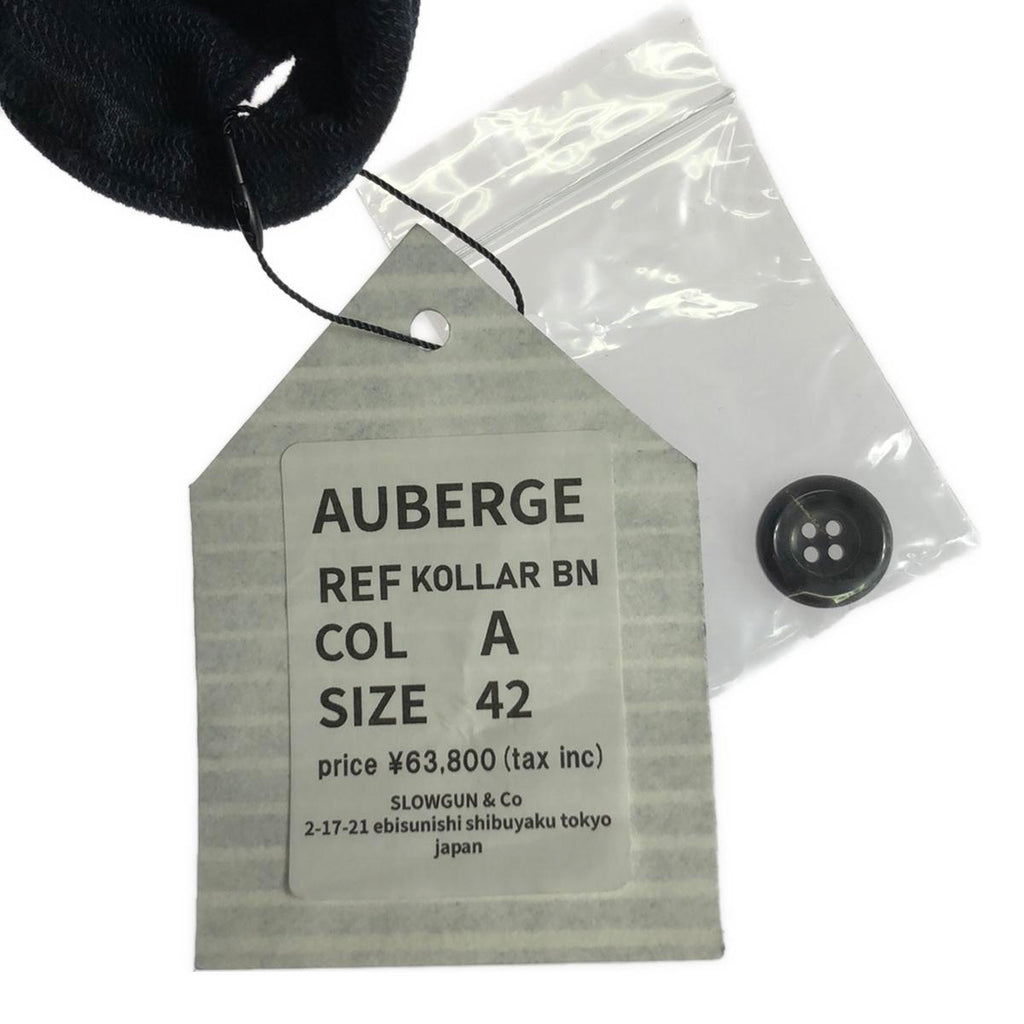 AUBERGE
REF KOLLAR BN
COL A
SIZE 42
price ¥63,800 (tax inc)
SLOWGUN & Co
2-17-21 ebisunishi shibuyaku tokyo
japan